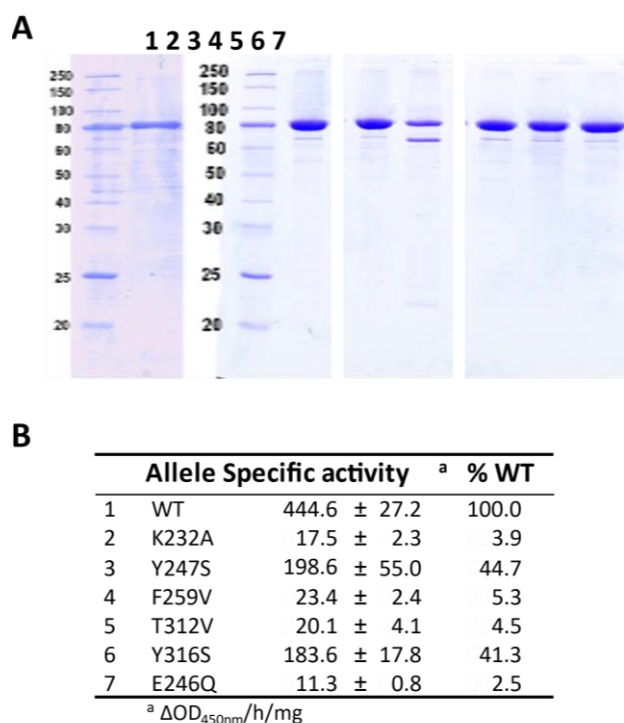 A
1 2 3 4 5 6 7
250
150
100
80
60
50
40
30
25
20
250
150
100
80
60
50
40
30
25
20
B
Allele Specific activity a % WT
1 WT 444.6 ± 27.2 100.0
2 K232A 17.5 ± 2.3 3.9
3 Y247S 198.6 ± 55.0 44.7
4 F259V 23.4 ± 2.4 5.3
5 T312V 20.1 ± 4.1 4.5
6 Y316S 183.6 ± 17.8 41.3
7 E246Q 11.3 ± 0.8 2.5
a ΔOD450nm/h/mg